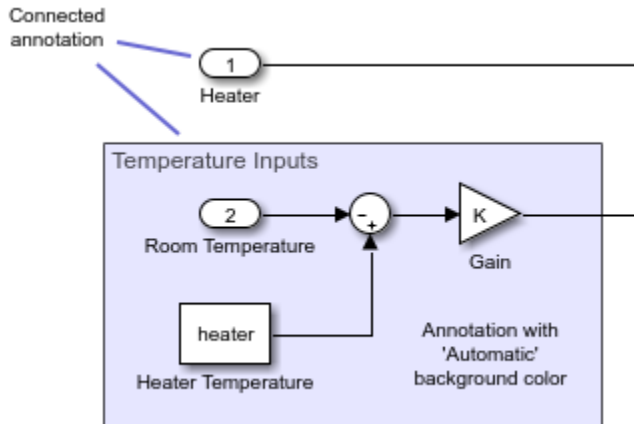 Connected
annotation
1
Heater
Temperature Inputs
2
-
+
K
Room Temperature
Gain
heater
Heater Temperature
Annotation with
'Automatic'
background color